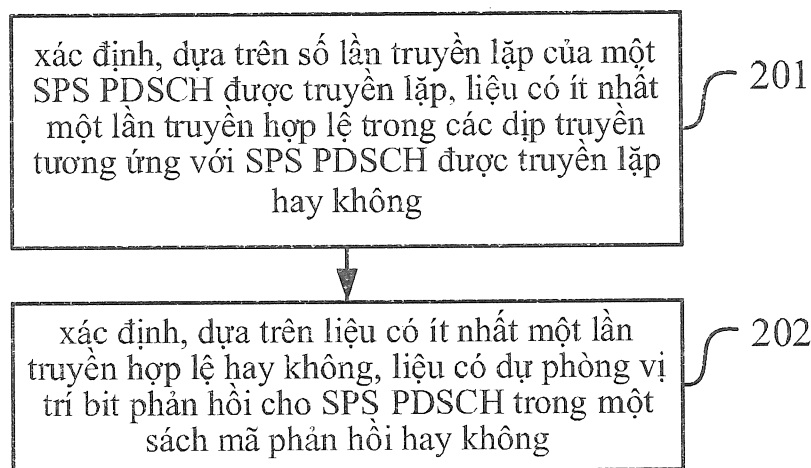 xác định, dựa trên số lần truyền lặp của một
SPS PDSCH được truyền lặp, liệu có ít nhất
một lần truyền hợp lệ trong các dịp truyền
tương ứng với SPS PDSCH được truyền lặp
hay không
201
xác định, dựa trên liệu có ít nhất một lần
truyền hợp lệ hay không, liệu có dự phòng vị
trí bit phản hồi cho SPS PDSCH trong một
sách mã phản hồi hay không
202